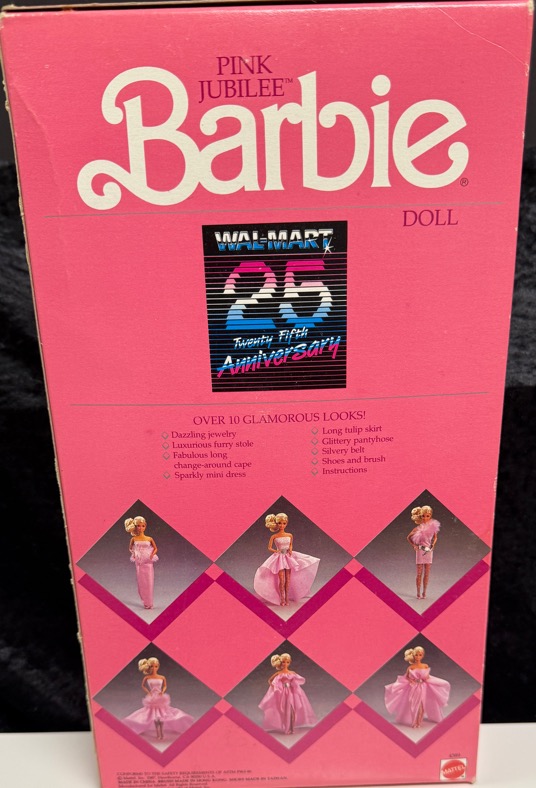 PINK
JUBILEE™
Barbie®
DOLL
WAL-MART
25
Twenty Fifth
Anniversary
OVER 10 GLAMOROUS LOOKS!
◇ Dazzling jewelry
◇ Luxurious furry stole
◇ Fabulous long
change-around cape
◇ Sparkly mini dress
◇ Long tulip skirt
◇ Glittery pantyhose
◇ Silvery belt
◇ Shoes and brush
◇ Instructions
MATTEL